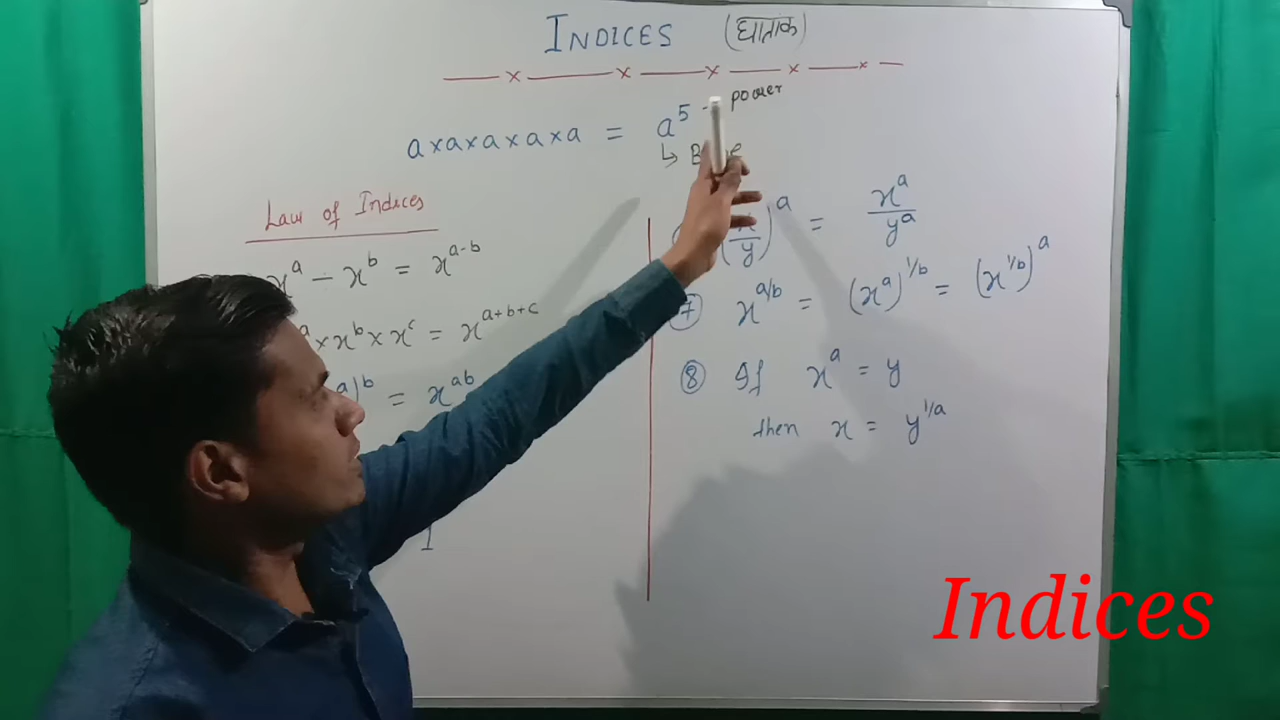 INDICES (घातांक)
a×a×a×a×a = a⁵ - power
↳
Law of Indices
xᵃ - xᵇ = xᵃ⁻ᵇ
ᵃ × xᵇ × xᶜ = xᵃ⁺ᵇ⁺ᶜ
ᵃ)ᵇ = xᵃᵇ
1
(x/y)ᵃ = xᵃ/yᵃ
⑦ x^a/b = (xᵃ)^1/b = (x^1/b)ᵃ
⑧ If xᵃ = y
then x = y^1/a
Indices